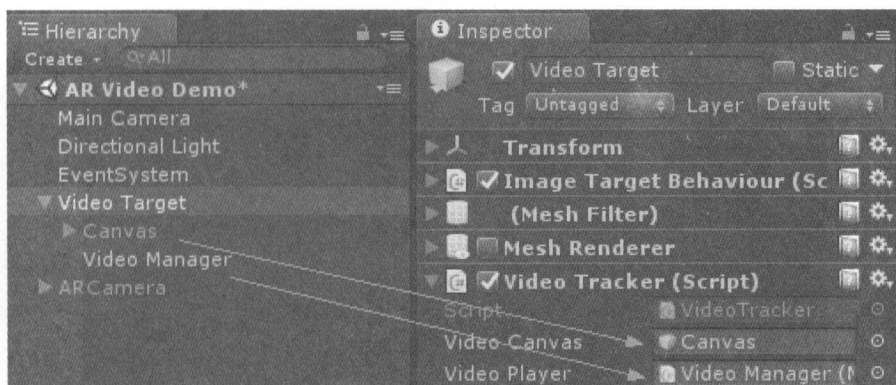 Hierarchy
Create
All
AR Video Demo*
Main Camera
Directional Light
EventSystem
Video Target
Canvas
Video Manager
ARCamera
Inspector
Video Target
Static
Tag Untagged Layer Default
Transform
Image Target Behaviour (Sc
(Mesh Filter)
Mesh Renderer
Video Tracker (Script)
Script VideoTracker
Video Canvas Canvas
Video Player Video Manager (